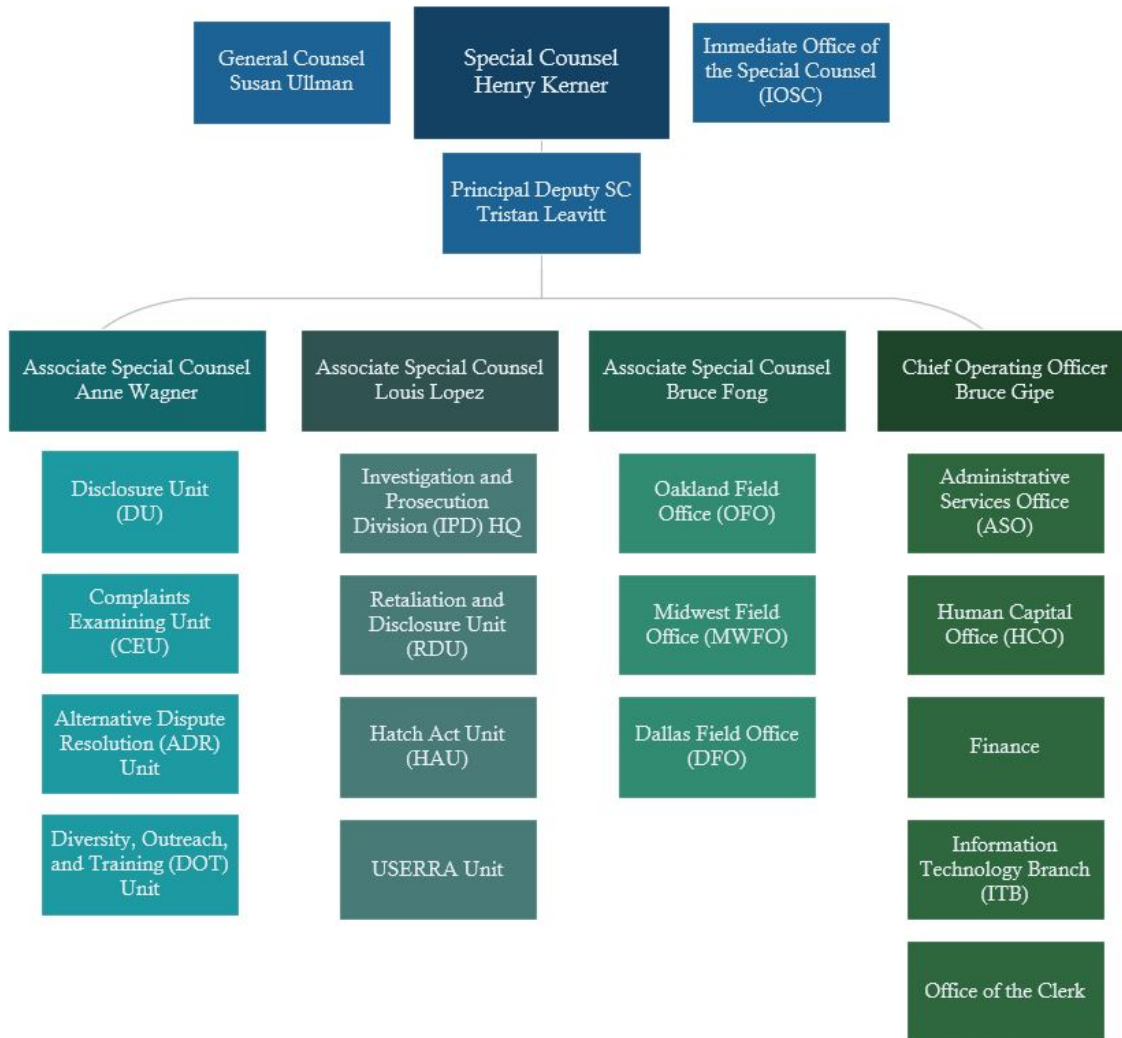 General Counsel
Susan Ullman
Special Counsel
Henry Kerner
Immediate Office of
the Special Counsel
(IOSC)
Principal Deputy SC
Tristan Leavitt
Associate Special Counsel
Anne Wagner
Disclosure Unit
(DU)
Complaints
Examining Unit
(CEU)
Alternative Dispute
Resolution (ADR)
Unit
Diversity, Outreach,
and Training (DOT)
Unit
Associate Special Counsel
Louis Lopez
Investigation and
Prosecution
Division (IPD) HQ
Retaliation and
Disclosure Unit
(RDU)
Hatch Act Unit
(HAU)
USERRA Unit
Associate Special Counsel
Bruce Fong
Oakland Field
Office (OFO)
Midwest Field
Office (MWFO)
Dallas Field Office
(DFO)
Chief Operating Officer
Bruce Gipe
Administrative
Services Office
(ASO)
Human Capital
Office (HCO)
Finance
Information
Technology Branch
(ITB)
Office of the Clerk